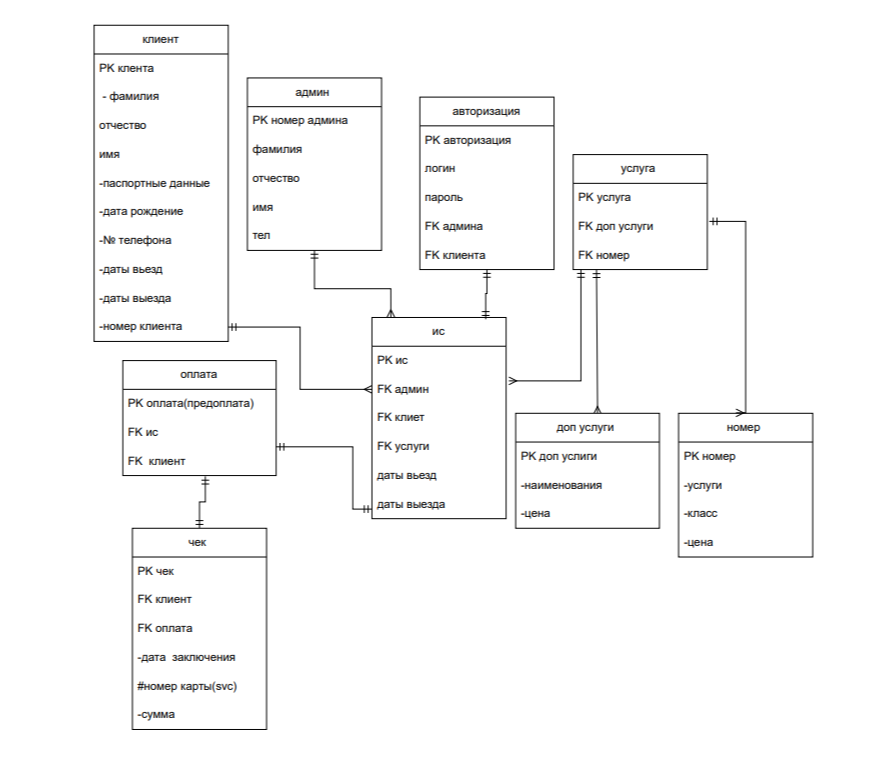 клиент
PK клента
- фамилия
отчество
имя
-паспортные данные
-дата рождение
-№ телефона
-даты вьезд
-даты выезда
-номер клиента
админ
PK номер админа
фамилия
отчество
имя
тел
авторизация
PK авторизация
логин
пароль
FK админа
FK клиента
услуга
PK услуга
FK доп услуги
FK номер
оплата
PK оплата(предоплата)
FK ис
FK клиент
ис
PK ис
FK админ
FK клиет
FK услуги
даты вьезд
даты выезда
доп услуги
PK доп услиги
-наименования
-цена
номер
PK номер
-услуги
-класс
-цена
чек
PK чек
FK клиент
FK оплата
-дата заключения
#номер карты(svc)
-сумма